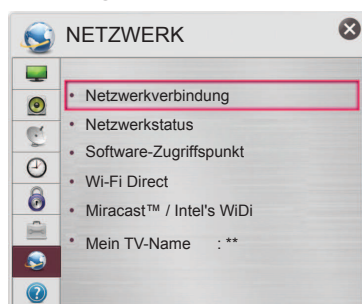 NETZWERK
• Netzwerkverbindung
• Netzwerkstatus
• Software-Zugriffspunkt
• Wi-Fi Direct
• Miracast™ / Intel's WiDi
• Mein TV-Name : **